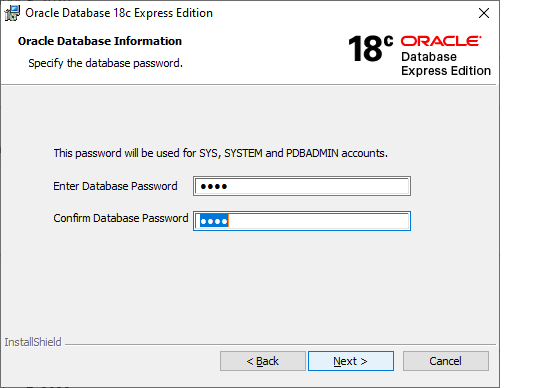 Oracle Database 18c Express Edition
Oracle Database Information
Specify the database password.
18c ORACLE
Database
Express Edition
This password will be used for SYS, SYSTEM and PDBADMIN accounts.
Enter Database Password ●●●●
Confirm Database Password ●●●●
InstallShield
< Back Next > Cancel